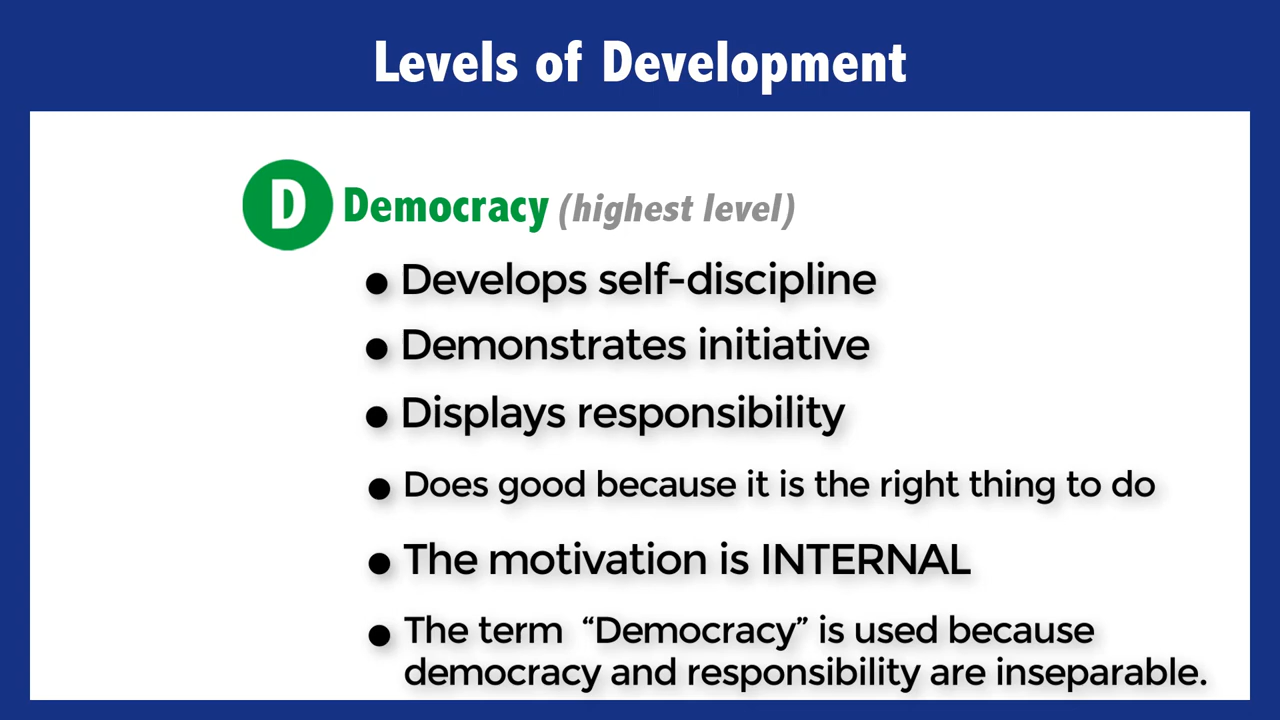 Levels of Development
D Democracy (highest level)
● Develops self-discipline
● Demonstrates initiative
● Displays responsibility
● Does good because it is the right thing to do
● The motivation is INTERNAL
● The term “Democracy” is used because
democracy and responsibility are inseparable.